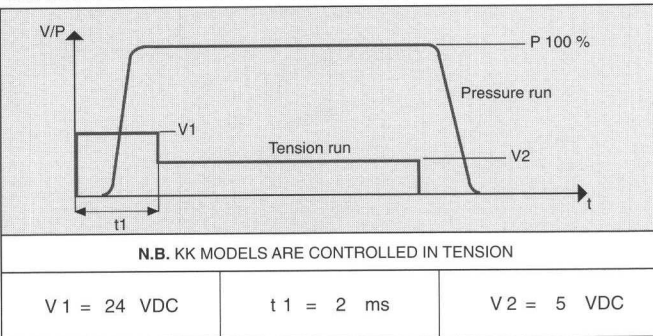 V/P
P 100 %
Pressure run
V1
Tension run
V2
t1
t
N.B. KK MODELS ARE CONTROLLED IN TENSION
V 1 = 24 VDC
t 1 = 2 ms
V 2 = 5 VDC